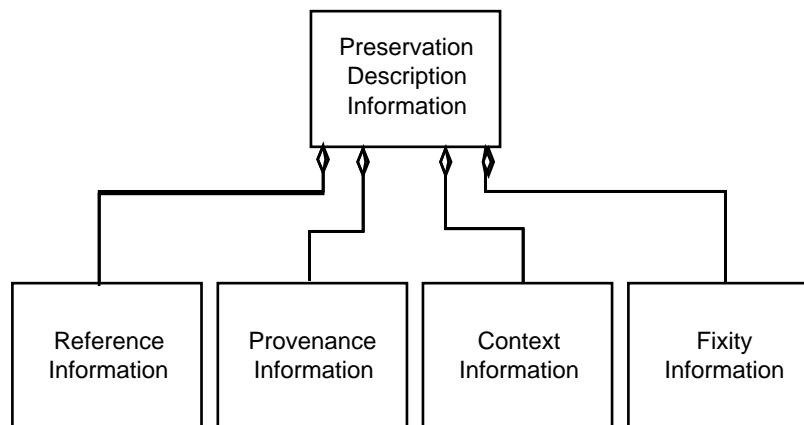 Preservation
Description
Information
Reference
Information
Provenance
Information
Context
Information
Fixity
Information